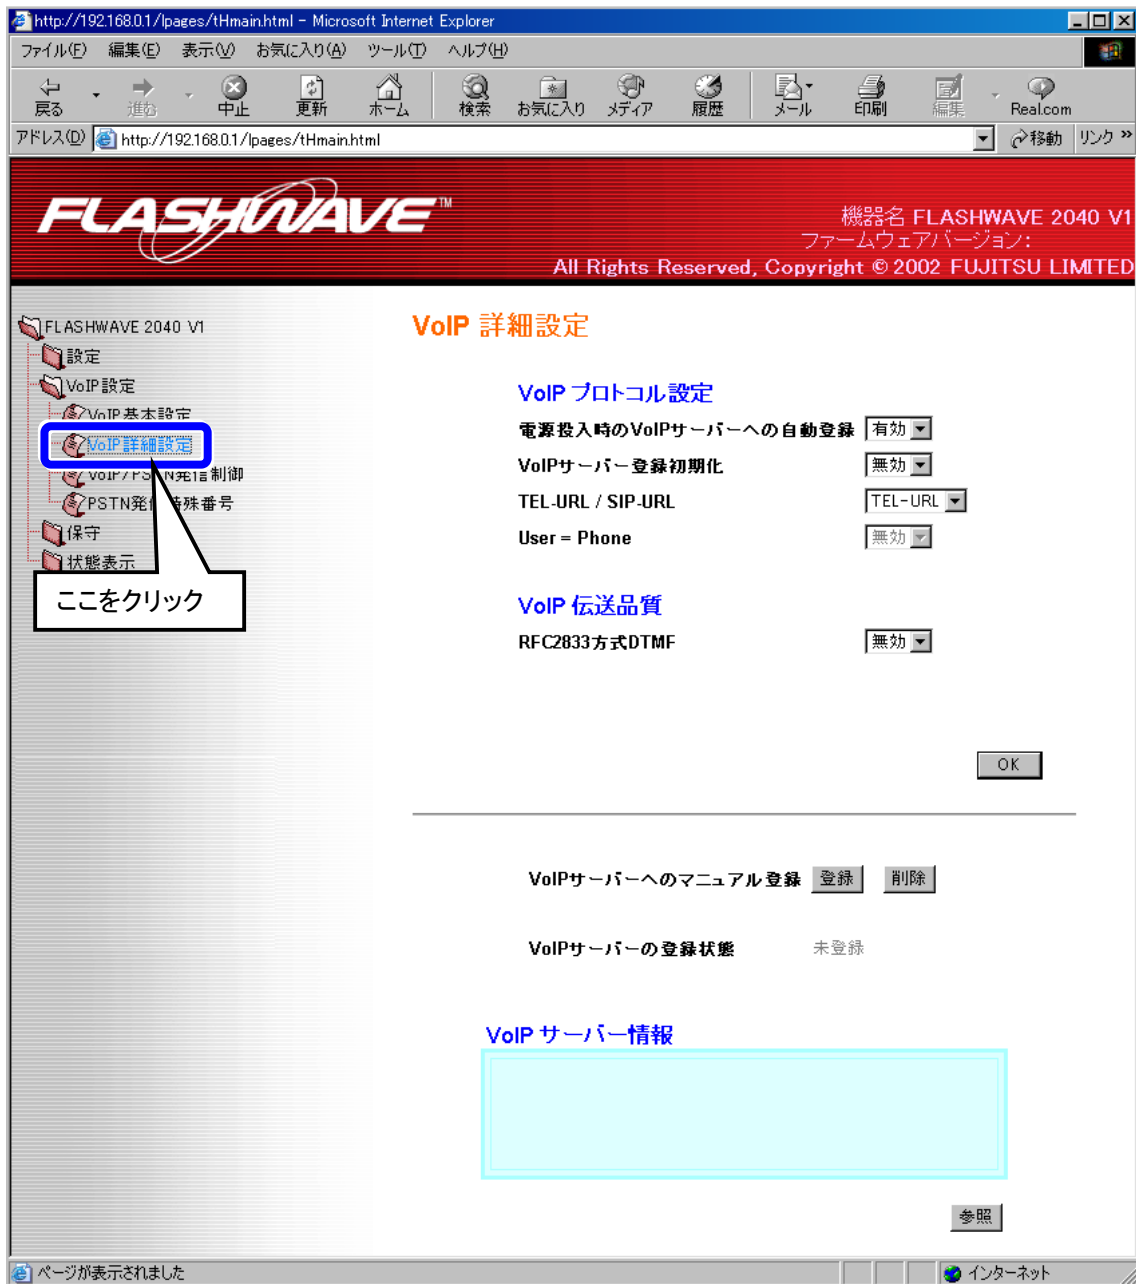 http://192.168.0.1/lpages/tHmain.html - Microsoft Internet Explorer
ファイル(F) 編集(E) 表示(V) お気に入り(A) ツール(T) ヘルプ(H)
戻る 進む 中止 更新 ホーム 検索 お気に入り メディア 履歴 メール 印刷 編集 Real.com
アドレス(D) http://192.168.0.1/lpages/tHmain.html 移動 リンク »
FLASHWAVE™
機器名 FLASHWAVE 2040 V1
ファームウェアバージョン:
All Rights Reserved, Copyright © 2002 FUJITSU LIMITED
FLASHWAVE 2040 V1
設定
VoIP設定
VoIP基本設定
VoIP詳細設定
VoIP/PSTN発信制御
PSTN発信特殊番号
保守
状態表示
ここをクリック
VoIP 詳細設定
VoIP プロトコル設定
電源投入時のVoIPサーバーへの自動登録 有効
VoIPサーバー登録初期化 無効
TEL-URL / SIP-URL TEL-URL
User = Phone 無効
VoIP 伝送品質
RFC2833方式DTMF 無効
OK
VoIPサーバーへのマニュアル登録 登録 削除
VoIPサーバーの登録状態 未登録
VoIP サーバー情報
参照
ページが表示されました インターネット